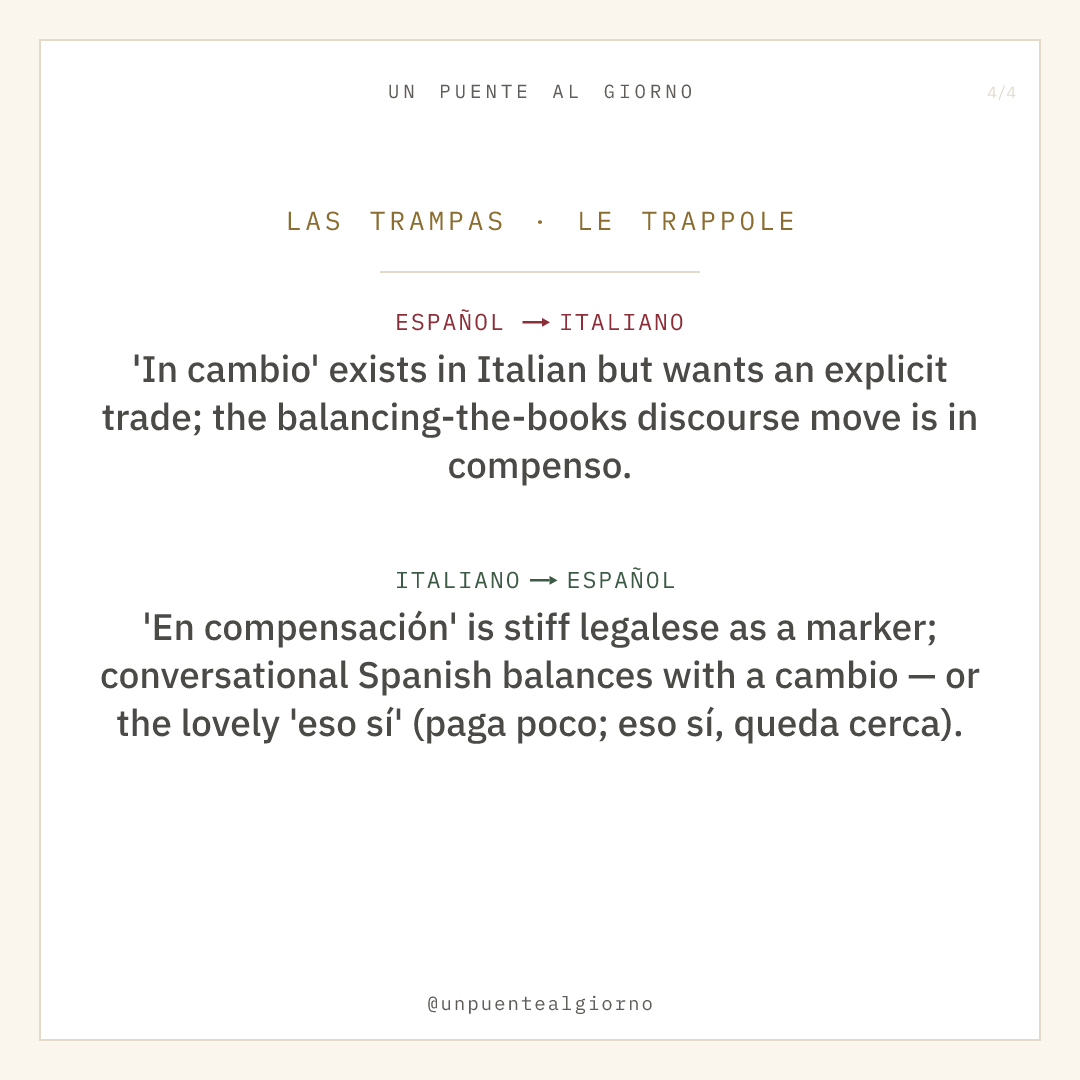 UN PUENTE AL GIORNO
4/4
LAS TRAMPAS · LE TRAPPOLE
ESPAÑOL → ITALIANO
'In cambio' exists in Italian but wants an explicit
trade; the balancing-the-books discourse move is in
compenso.
ITALIANO → ESPAÑOL
'En compensación' is stiff legalese as a marker;
conversational Spanish balances with a cambio — or
the lovely 'eso sí' (paga poco; eso sí, queda cerca).
@unpuentealgiorno